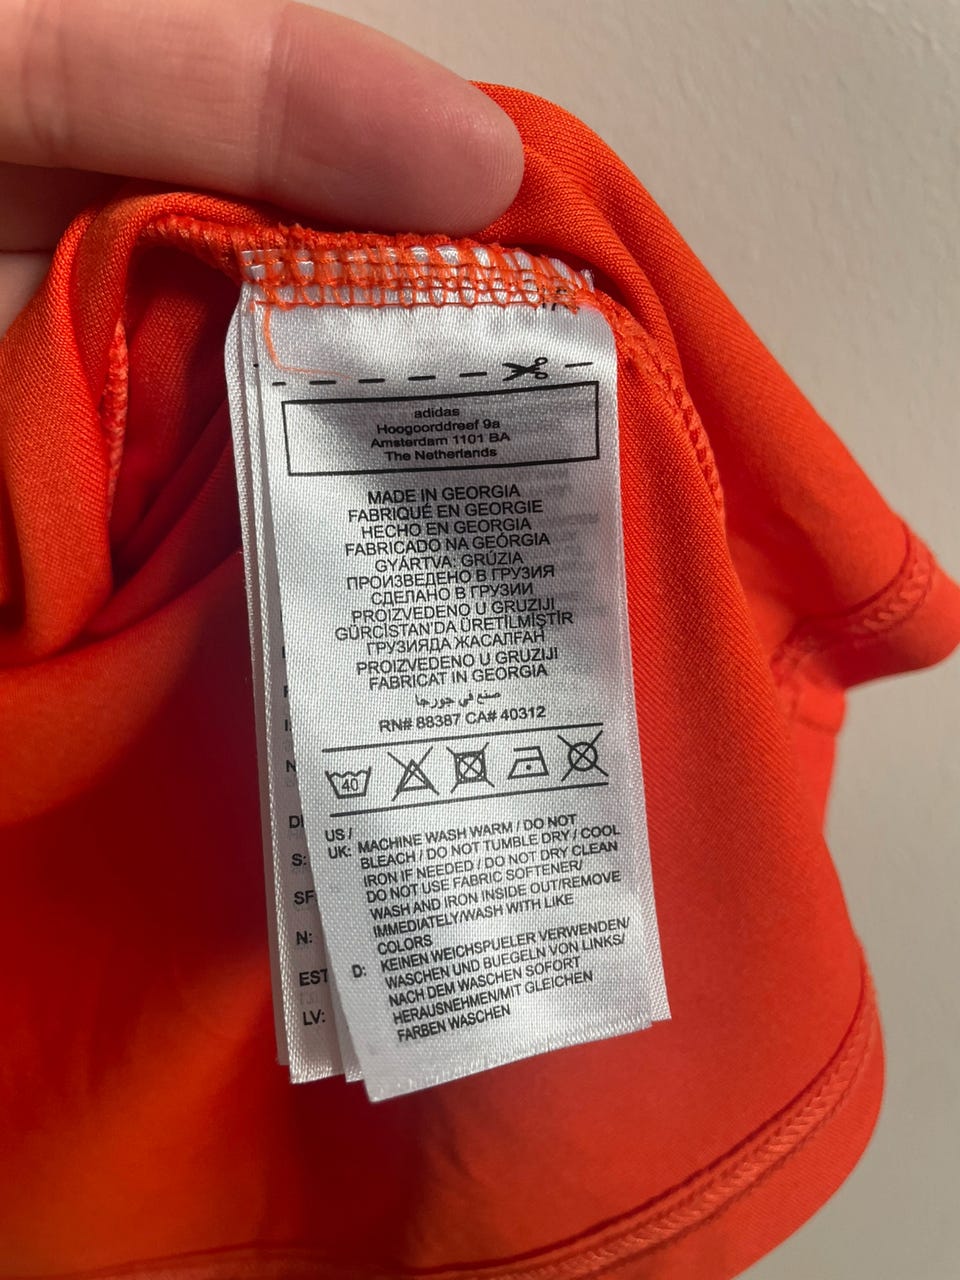 adidas
Hoogoorddreef 9a
Amsterdam 1101 BA
The Netherlands
MADE IN GEORGIA
FABRIQUÉ EN GEORGIE
HECHO EN GEORGIA
FABRICADO NA GEÓRGIA
GYÁRTVA: GRÚZIA
ПРОИЗВЕДЕНО В ГРУЗИЯ
СДЕЛАНО В ГРУЗИИ
PROIZVEDENO U GRUZIJI
GÜRCİSTAN'DA ÜRETİLMİŞTİR
ГРУЗИЯДА ЖАСАЛҒАН
PROIZVEDENO U GRUZIJI
FABRICAT IN GEORGIA
صنع في جورجيا
RN# 88387 CA# 40312
40
US /
UK: MACHINE WASH WARM / DO NOT
BLEACH / DO NOT TUMBLE DRY / COOL
IRON IF NEEDED / DO NOT DRY CLEAN
DO NOT USE FABRIC SOFTENER/
WASH AND IRON INSIDE OUT/REMOVE
IMMEDIATELY/WASH WITH LIKE
COLORS
D: KEINEN WEICHSPUELER VERWENDEN/
WASCHEN UND BUEGELN VON LINKS/
NACH DEM WASCHEN SOFORT
HERAUSNEHMEN/MIT GLEICHEN
FARBEN WASCHEN
S:
SF
N:
EST
LV: